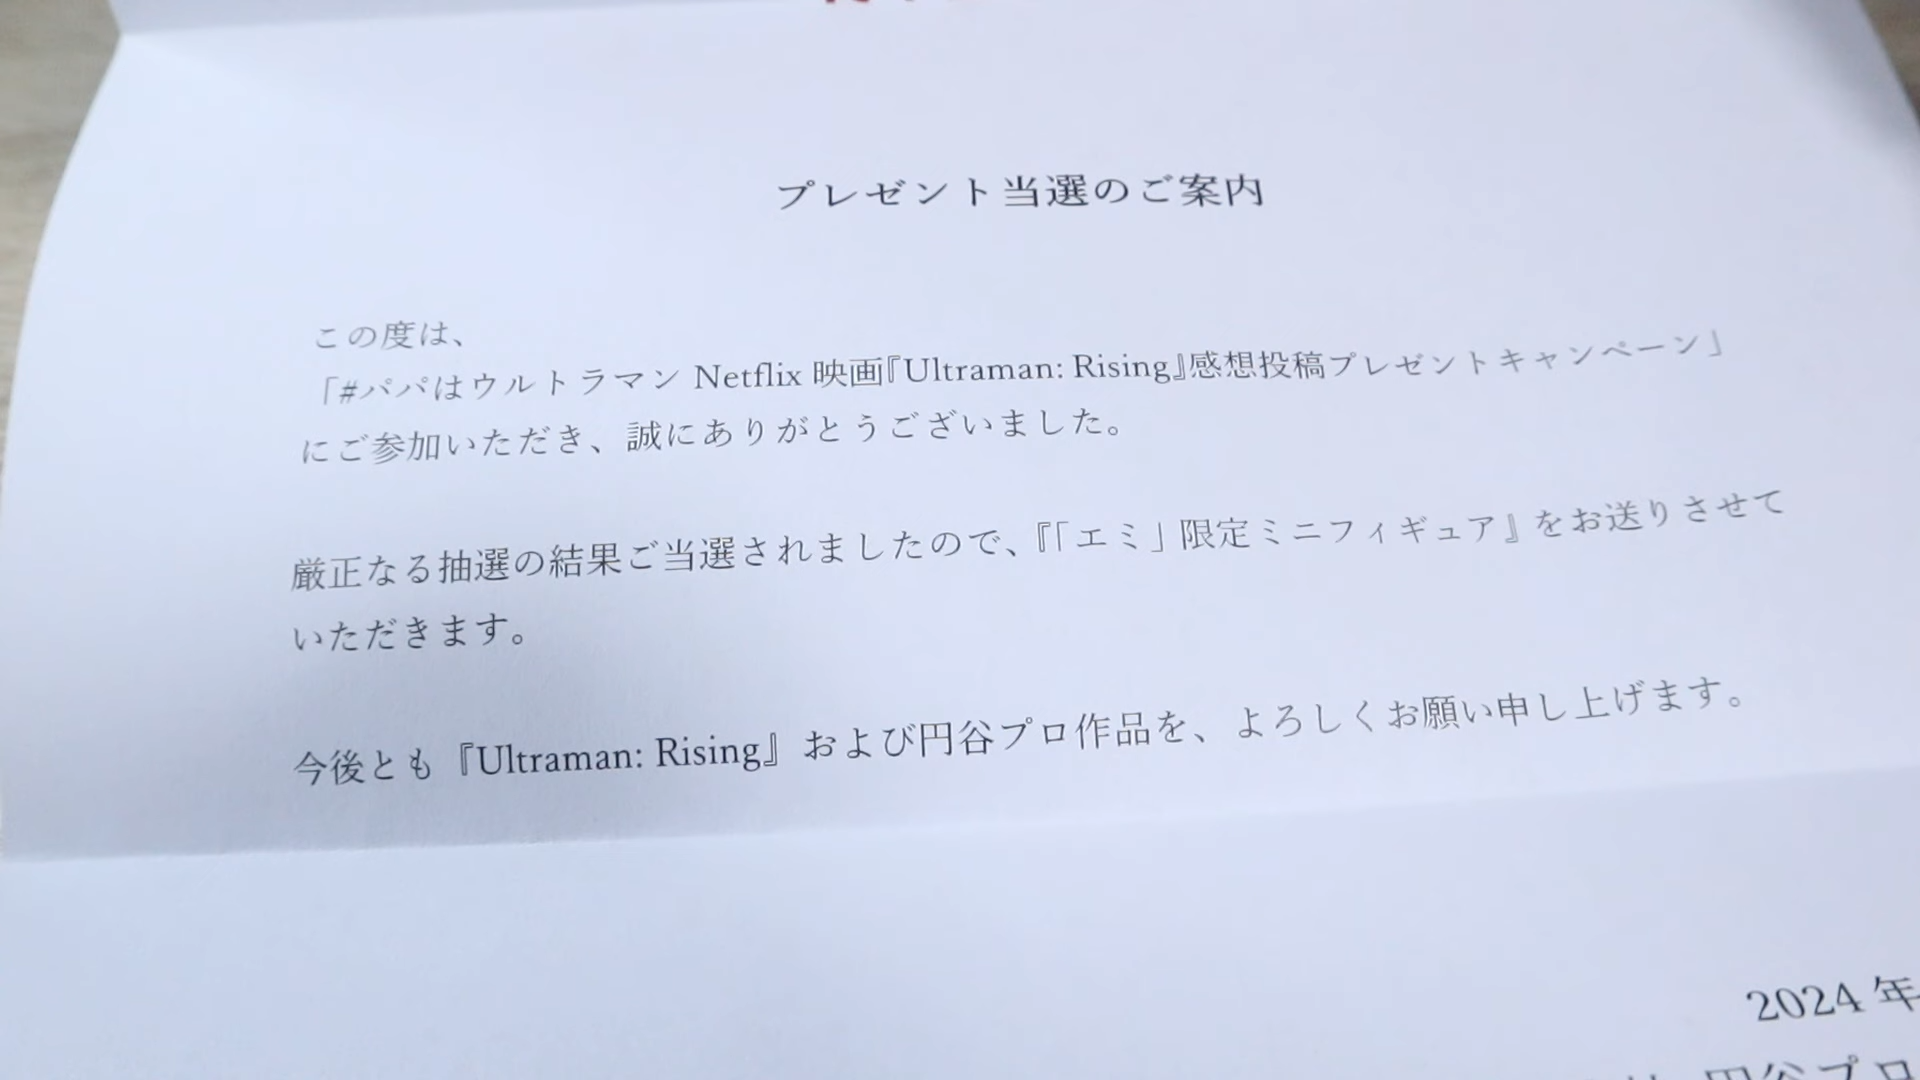 プレゼント当選のご案内
この度は、
「#パパはウルトラマン Netflix 映画『Ultraman: Rising』感想投稿プレゼントキャンペーン」
にご参加いただき、誠にありがとうございました。
厳正なる抽選の結果ご当選されましたので、『「エミ」限定ミニフィギュア』をお送りさせて
いただきます。
今後とも『Ultraman: Rising』および円谷プロ作品を、よろしくお願い申し上げます。
2024 年
円谷プロ